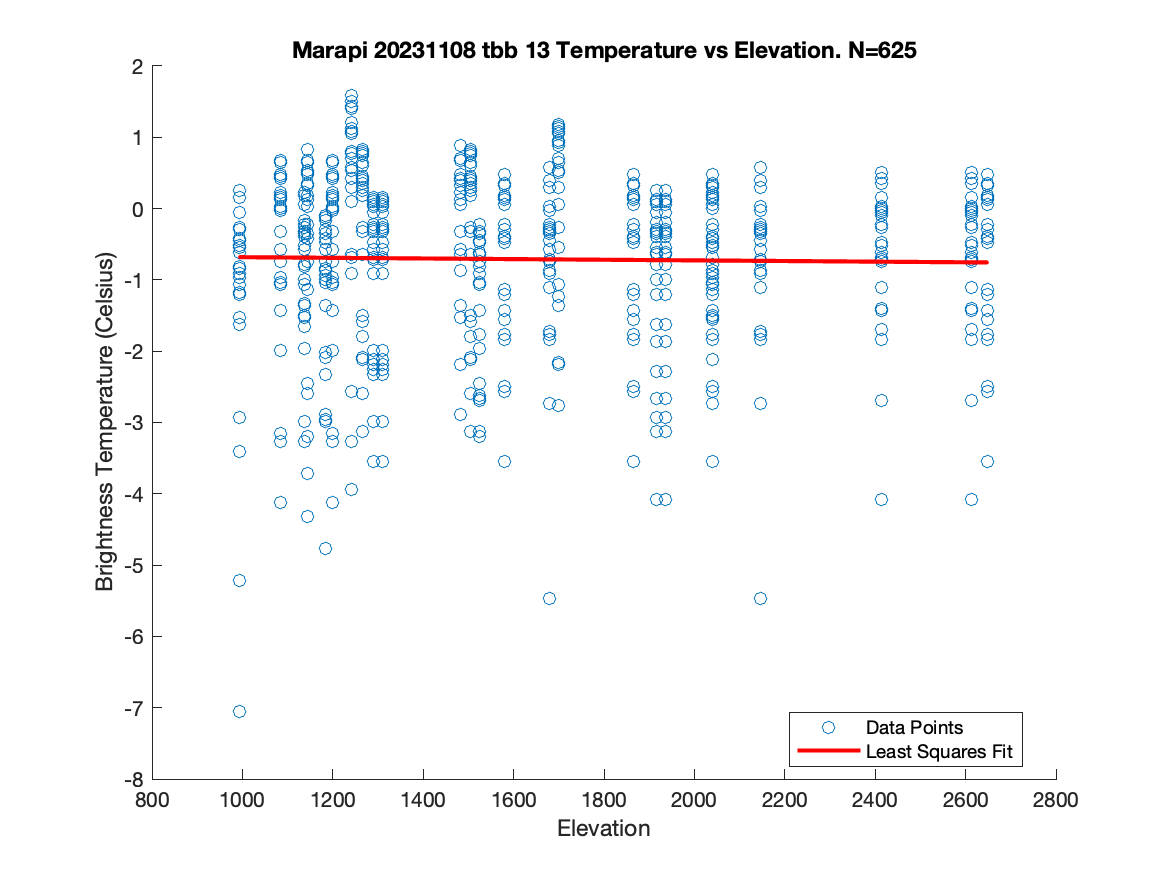 Marapi 20231108 tbb 13 Temperature vs Elevation. N=625
2
1
0
-1
-2
-3
-4
-5
-6
-7
-8
Brightness Temperature (Celsius)
Data Points
Least Squares Fit
800 1000 1200 1400 1600 1800 2000 2200 2400 2600 2800
Elevation